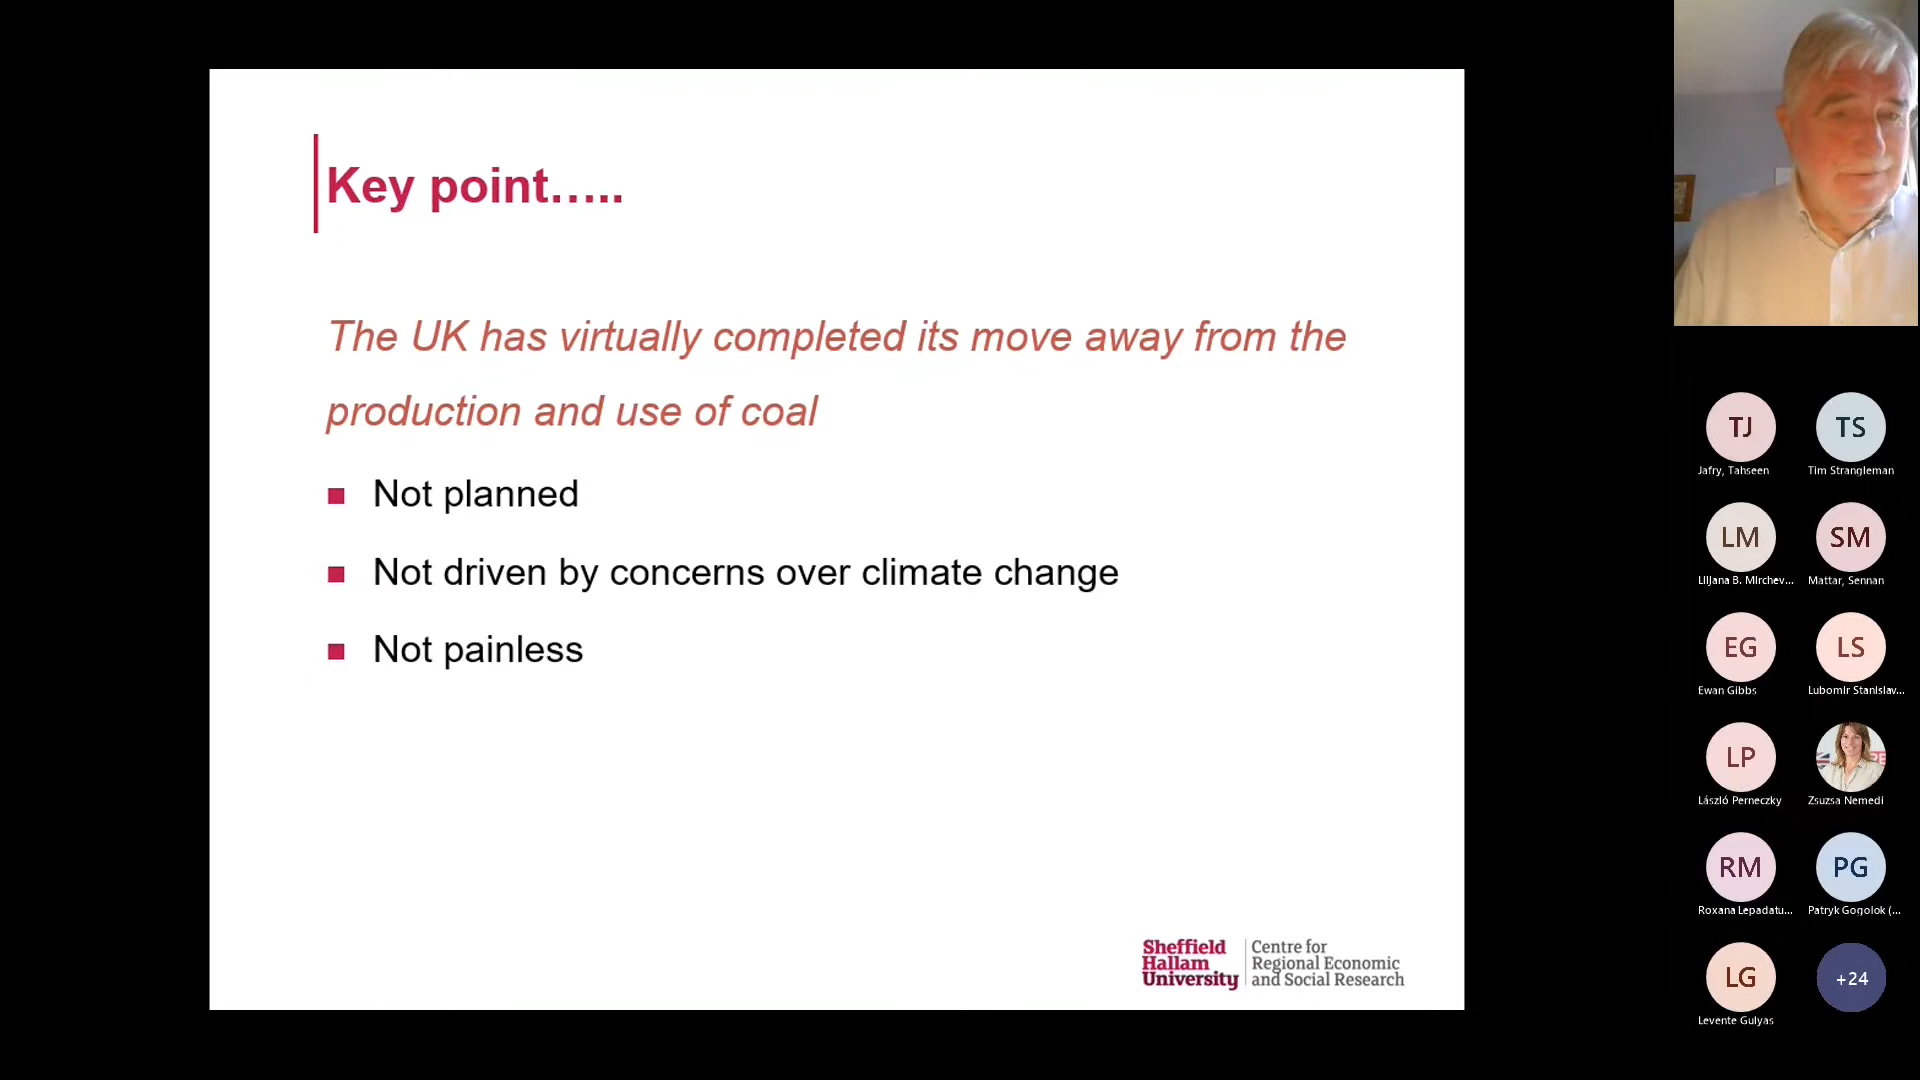 Key point…..
The UK has virtually completed its move away from the
production and use of coal
Not planned
Not driven by concerns over climate change
Not painless
Sheffield
Hallam
University
Centre for
Regional Economic
and Social Research
TJ
Jafry, Tahseen
TS
Tim Strangleman
LM
Liljana B. Mirchev...
SM
Mattar, Sennan
EG
Ewan Gibbs
LS
Lubomir Stanislav...
LP
László Perneczky
Zsuzsa Nemedi
RM
Roxana Lepadatu...
PG
Patryk Gogolok (...
LG
Levente Gulyas
+24